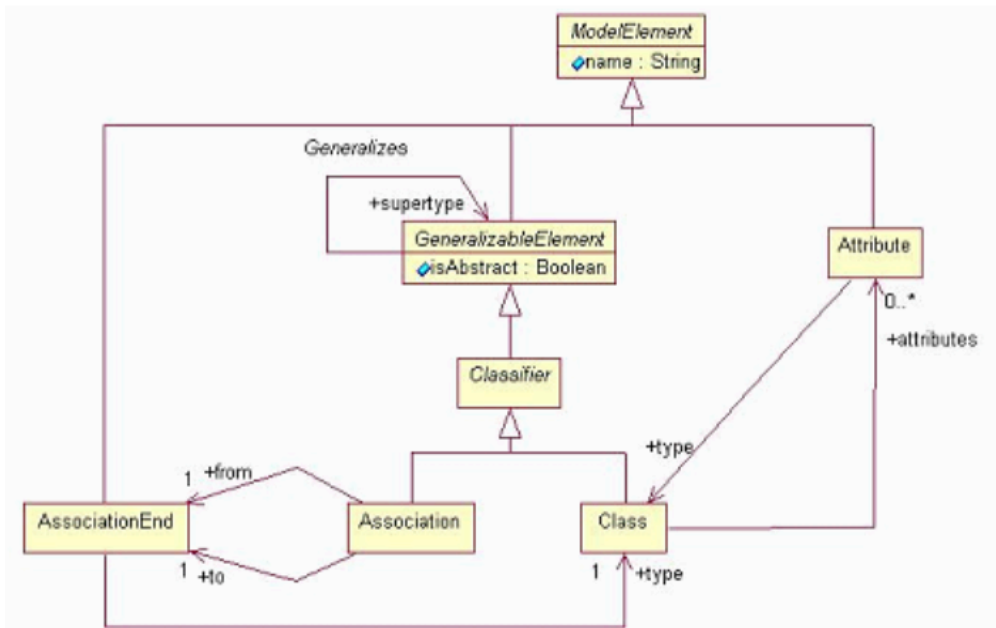 ModelElement
name : String
Generalizes
+supertype
GeneralizableElement
isAbstract : Boolean
Attribute
0..*
+attributes
Classifier
+type
1 +from
AssociationEnd
Association
Class
1 +to
1 +type